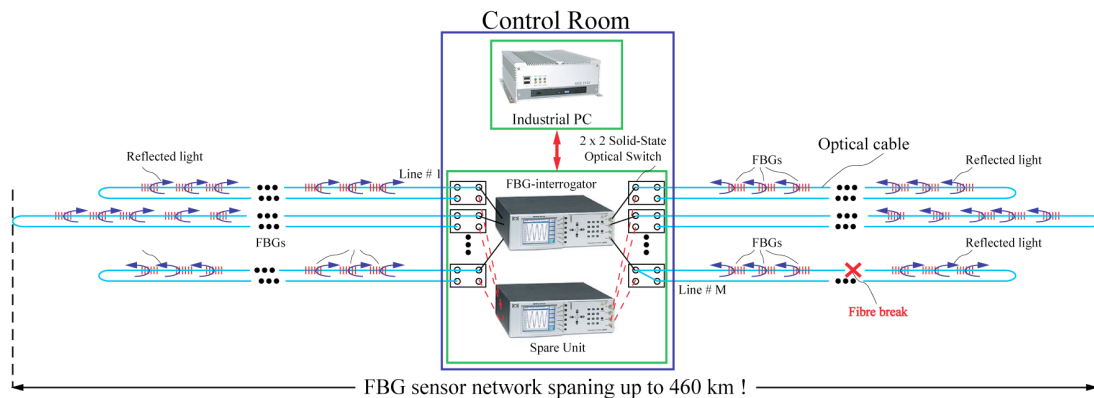 Control Room
Industrial PC
2 x 2 Solid-State
Optical Switch
Reflected light
Line # 1
FBG-interrogator
FBGs
Optical cable
Reflected light
FBGs
FBGs
Reflected light
Line # M
Fibre break
Spare Unit
FBG sensor network spaning up to 460 km !